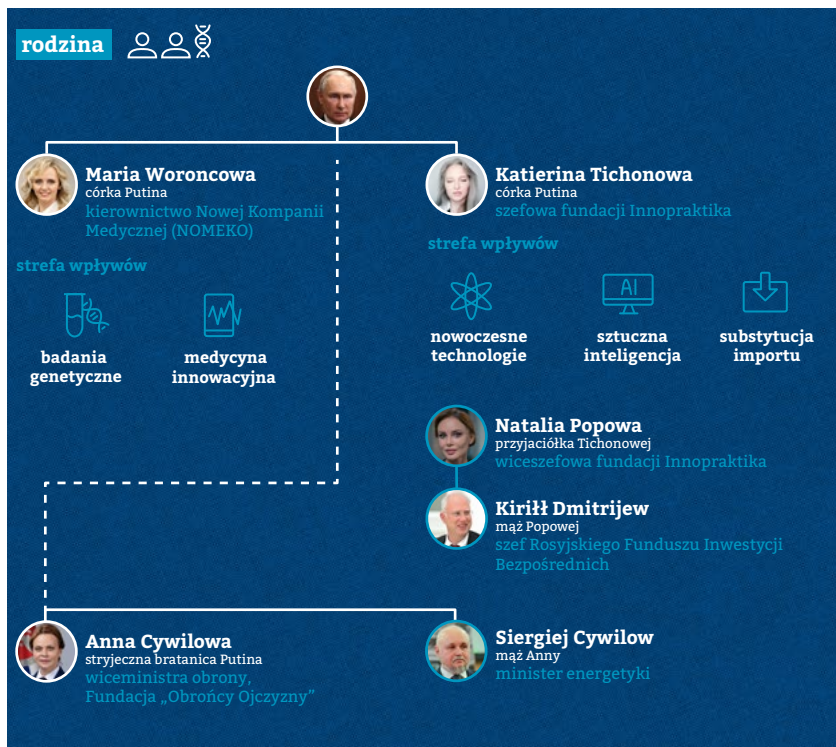 rodzina
Maria Woroncowa
córka Putina
kierownictwo Nowej Kompanii
Medycznej (NOMEKO)
strefa wpływów
badania
genetyczne
medycyna
innowacyjna
Katierina Tichonowa
córka Putina
szefowa fundacji Innopraktika
strefa wpływów
nowoczesne
technologie
AI
sztuczna
inteligencja
substytucja
importu
Natalia Popowa
przyjaciółka Tichonowej
wiceszefowa fundacji Innopraktika
Kiriłł Dmitrijew
mąż Popowej
szef Rosyjskiego Funduszu Inwestycji
Bezpośrednich
Anna Cywilowa
stryjeczna bratanica Putina
wiceministra obrony,
Fundacja „Obrońcy Ojczyzny”
Siergiej Cywilow
mąż Anny
minister energetyki